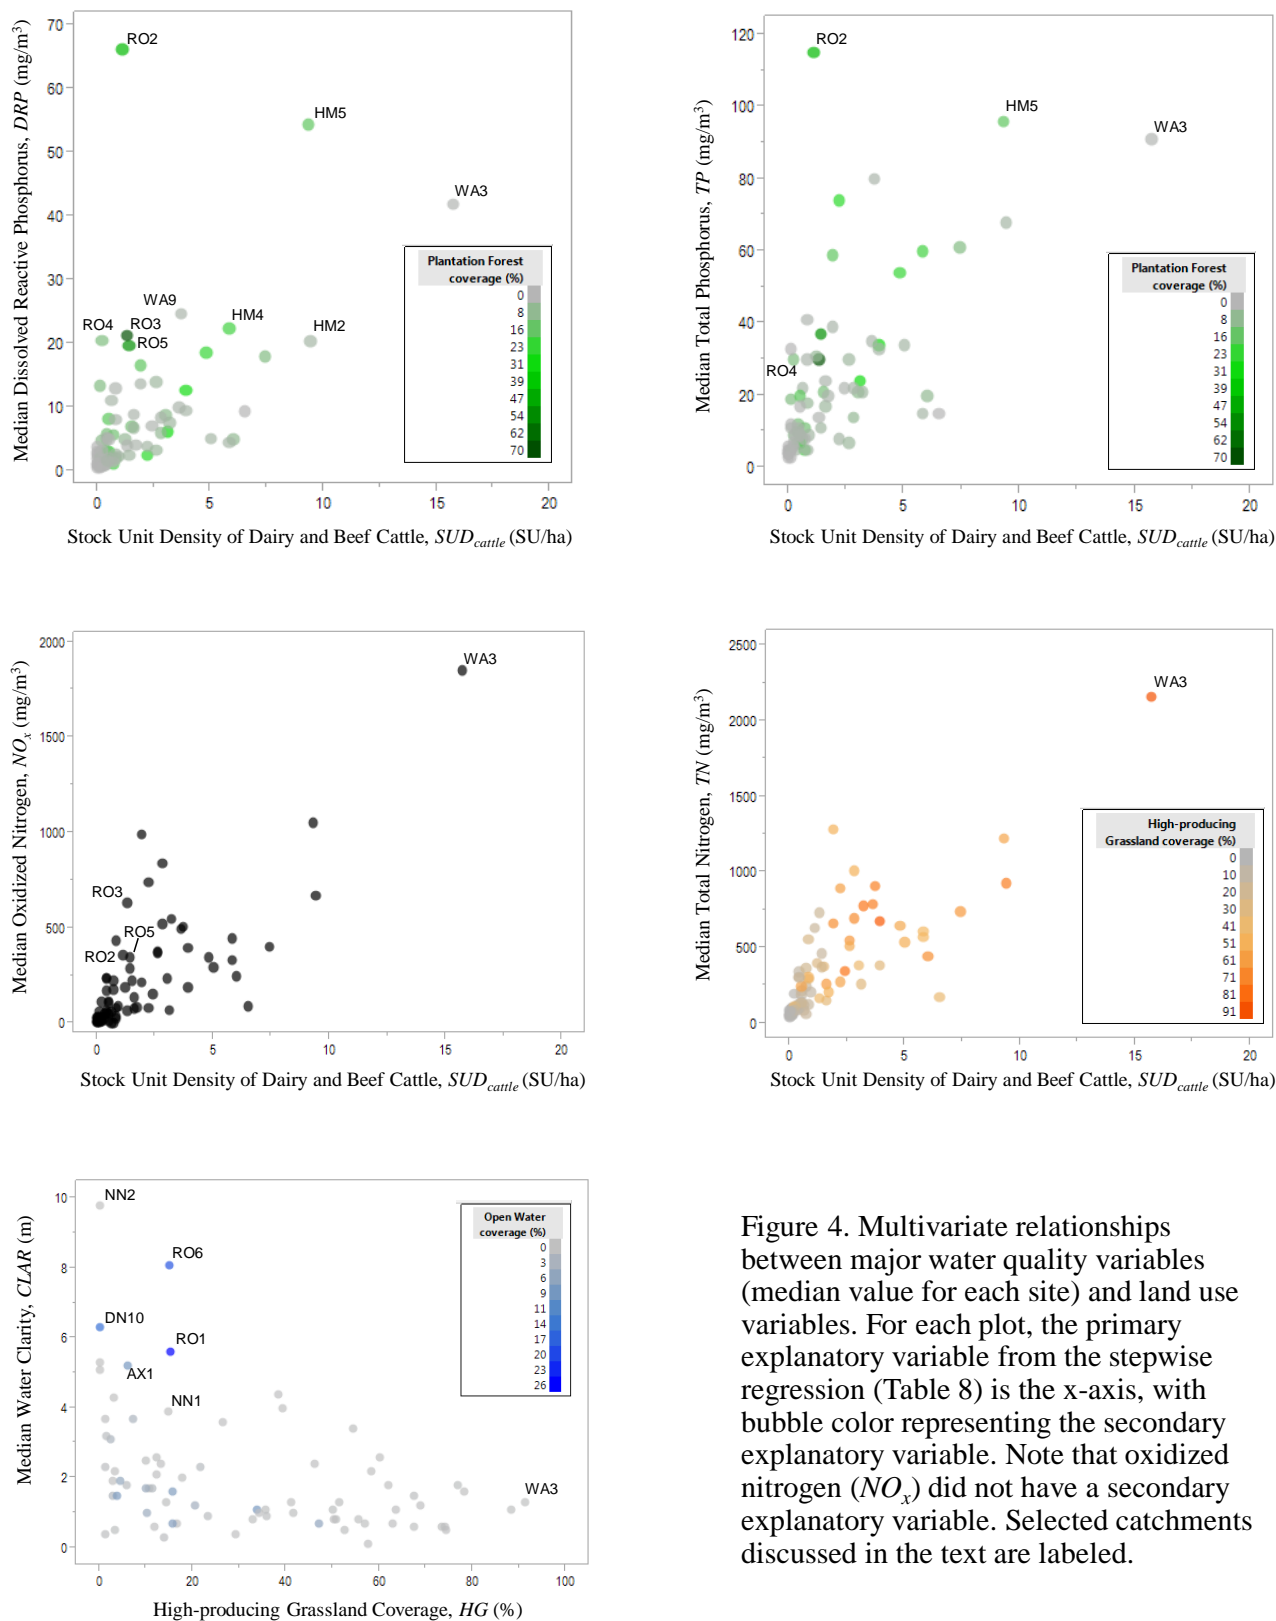 Median Dissolved Reactive Phosphorus, DRP (mg/m³)
70
60
50
40
30
20
10
0
RO2
HM5
WA3
WA9
RO4
RO3
RO5
HM4
HM2
Plantation Forest
coverage (%)
0
8
16
23
31
39
47
54
62
70
0
5
10
15
20
Stock Unit Density of Dairy and Beef Cattle, SUDcattle (SU/ha)
Median Total Phosphorus, TP (mg/m³)
120
100
80
60
40
20
0
RO2
HM5
WA3
RO4
Plantation Forest
coverage (%)
0
8
16
23
31
39
47
54
62
70
0
5
10
15
20
Stock Unit Density of Dairy and Beef Cattle, SUDcattle (SU/ha)
Median Oxidized Nitrogen, NOx (mg/m³)
2000
1500
1000
500
0
WA3
RO3
RO5
RO2
0
5
10
15
20
Stock Unit Density of Dairy and Beef Cattle, SUDcattle (SU/ha)
Median Total Nitrogen, TN (mg/m³)
2500
2000
1500
1000
500
0
WA3
High-producing
Grassland coverage (%)
0
10
20
30
41
51
61
71
81
91
0
5
10
15
20
Stock Unit Density of Dairy and Beef Cattle, SUDcattle (SU/ha)
Median Water Clarity, CLAR (m)
10
8
6
4
2
0
NN2
RO6
DN10
RO1
AX1
NN1
WA3
Open Water
coverage (%)
0
3
6
9
11
14
17
20
23
26
0
20
40
60
80
100
High-producing Grassland Coverage, HG (%)
Figure 4. Multivariate relationships
between major water quality variables
(median value for each site) and land use
variables. For each plot, the primary
explanatory variable from the stepwise
regression (Table 8) is the x-axis, with
bubble color representing the secondary
explanatory variable. Note that oxidized
nitrogen (NOx) did not have a secondary
explanatory variable. Selected catchments
discussed in the text are labeled.